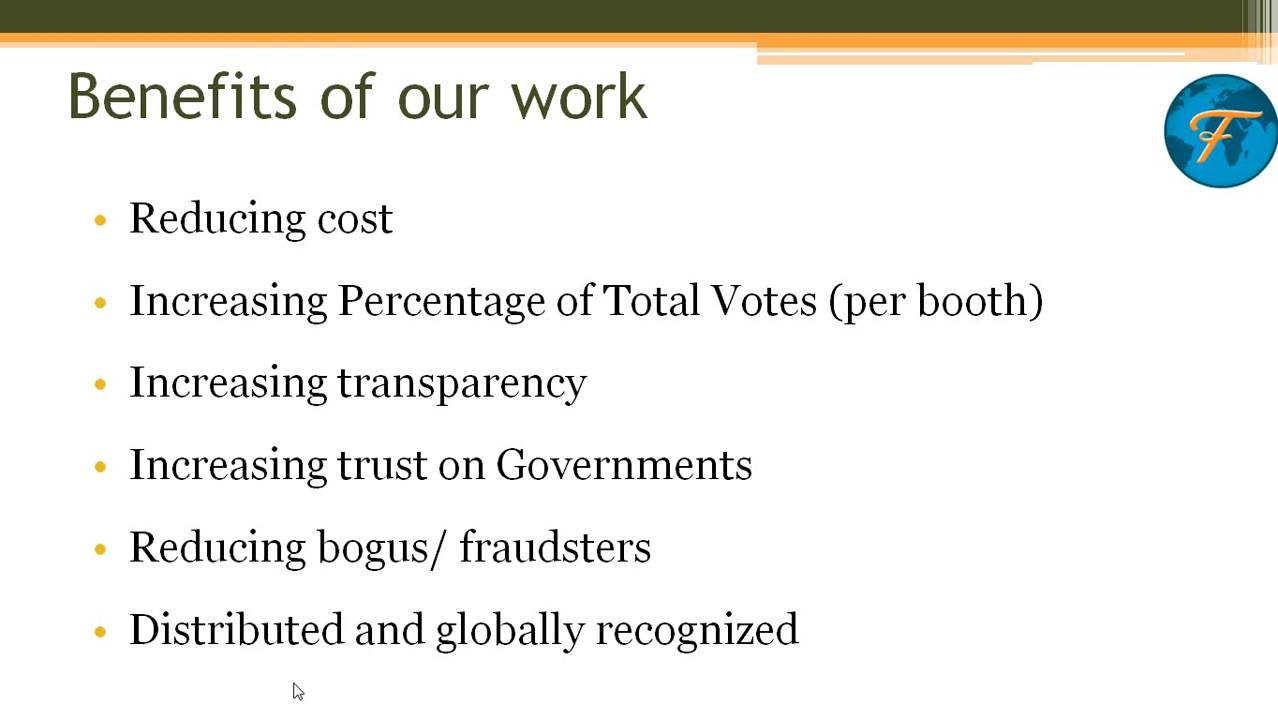 Benefits of our work
• Reducing cost
• Increasing Percentage of Total Votes (per booth)
• Increasing transparency
• Increasing trust on Governments
• Reducing bogus/ fraudsters
• Distributed and globally recognized